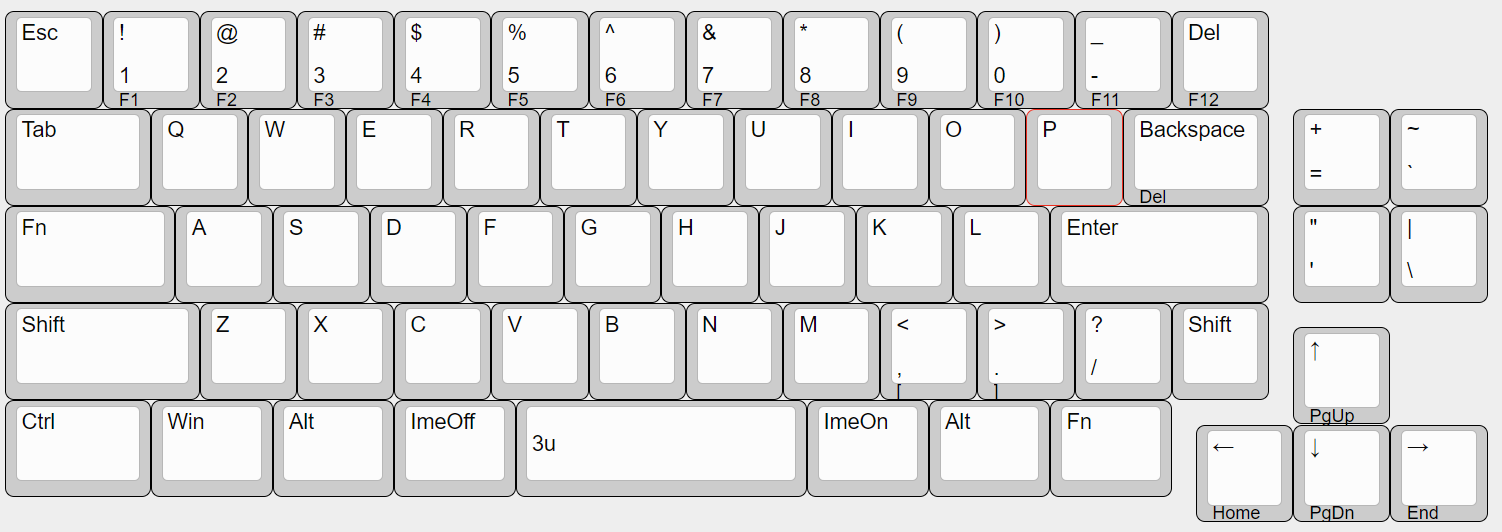 Esc ! @ # $ % ^ & * ( ) _ Del
1 2 3 4 5 6 7 8 9 0 -
F1 F2 F3 F4 F5 F6 F7 F8 F9 F10 F11 F12
Tab Q W E R T Y U I O P Backspace + ~
= `
Del
Fn A S D F G H J K L Enter " |
' \
Shift Z X C V B N M < > ? Shift
↑
, . /
[ ]
PgUp
Ctrl Win Alt ImeOff ImeOn Alt Fn
3u
← ↓ →
Home PgDn End